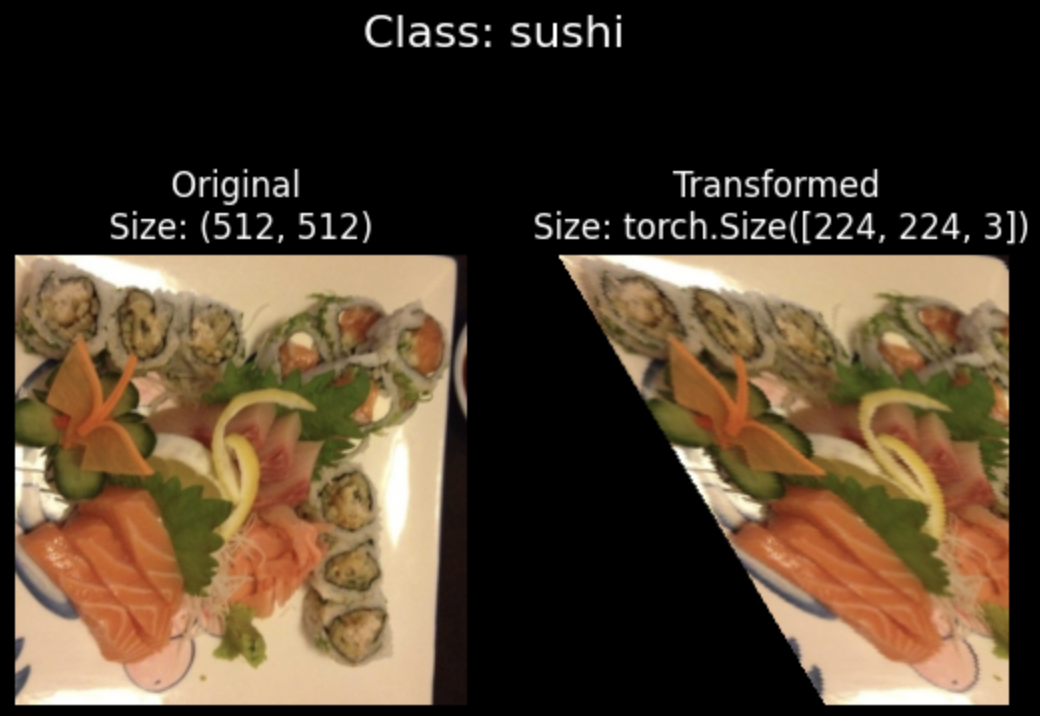 Class: sushi
Original
Size: (512, 512)
Transformed
Size: torch.Size([224, 224, 3])